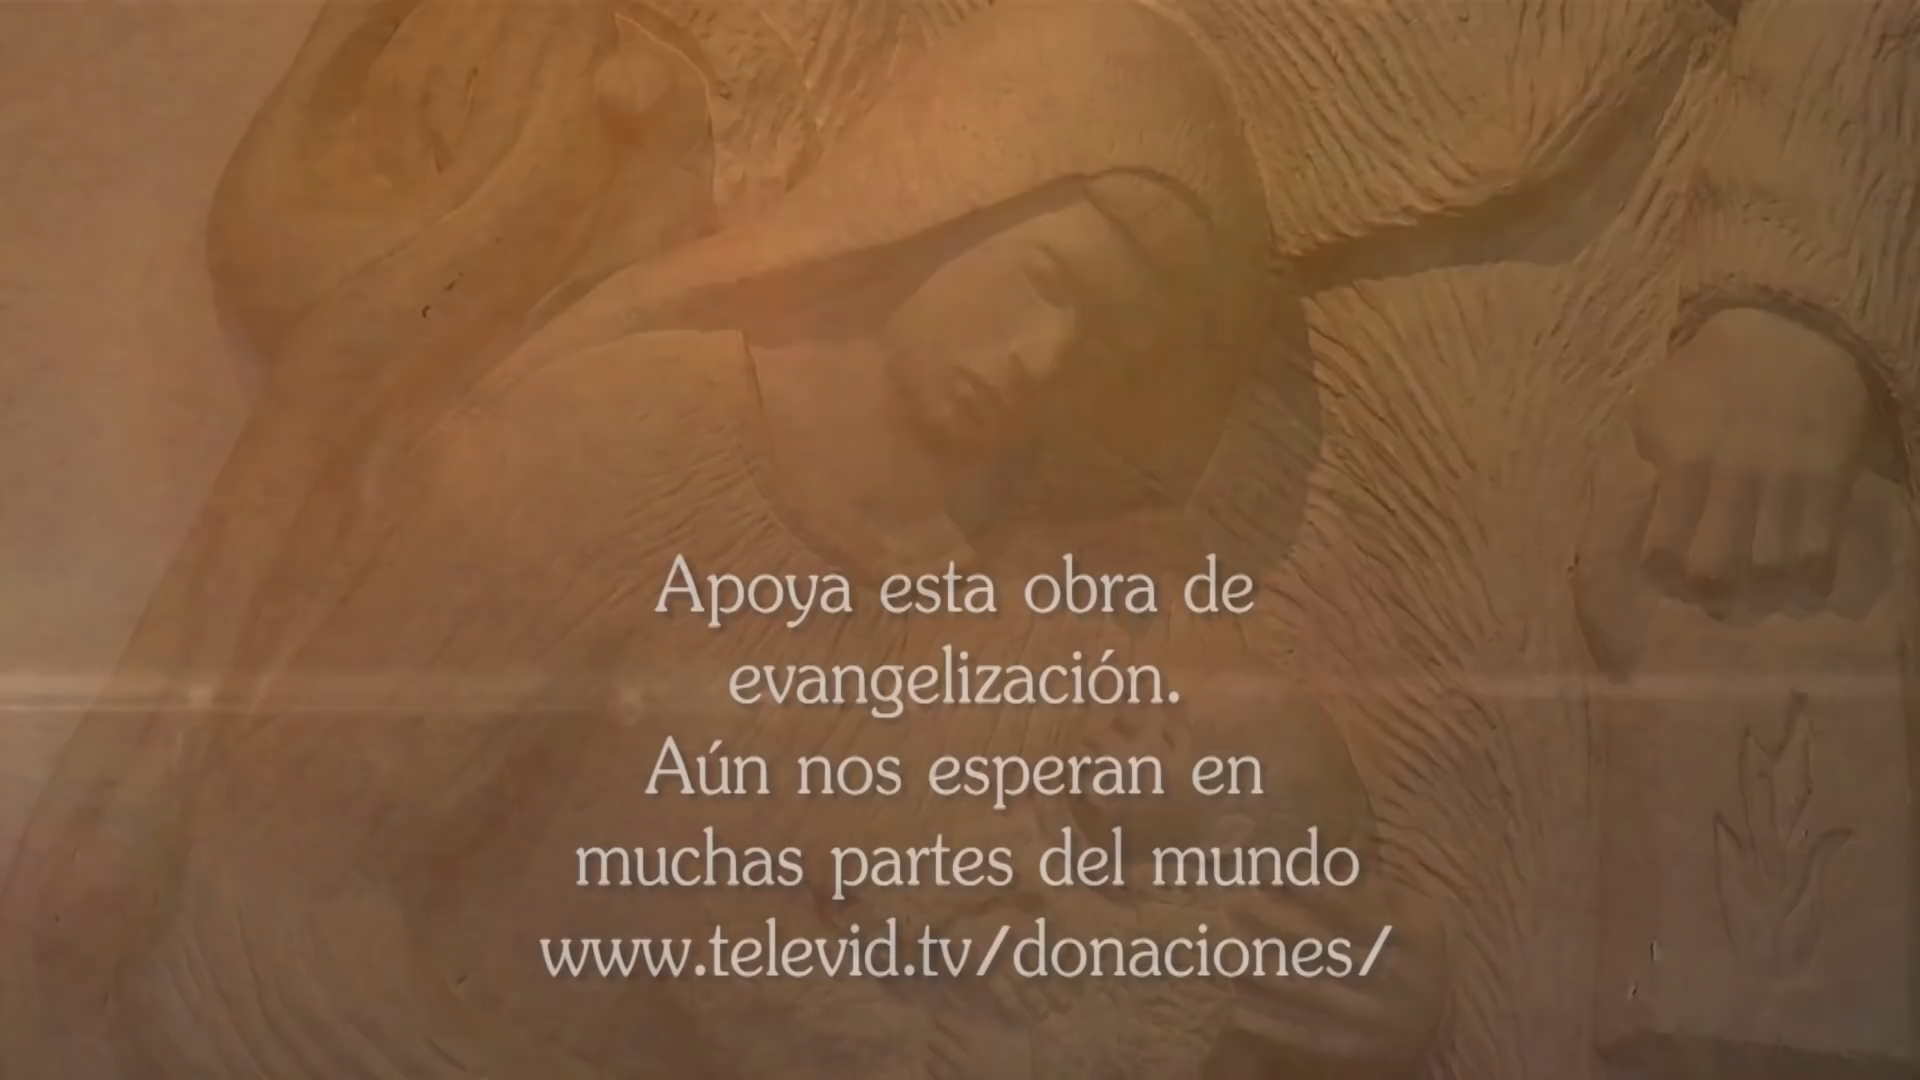 Apoya esta obra de
evangelización.
Aún nos esperan en
muchas partes del mundo
www.televid.tv/donaciones/